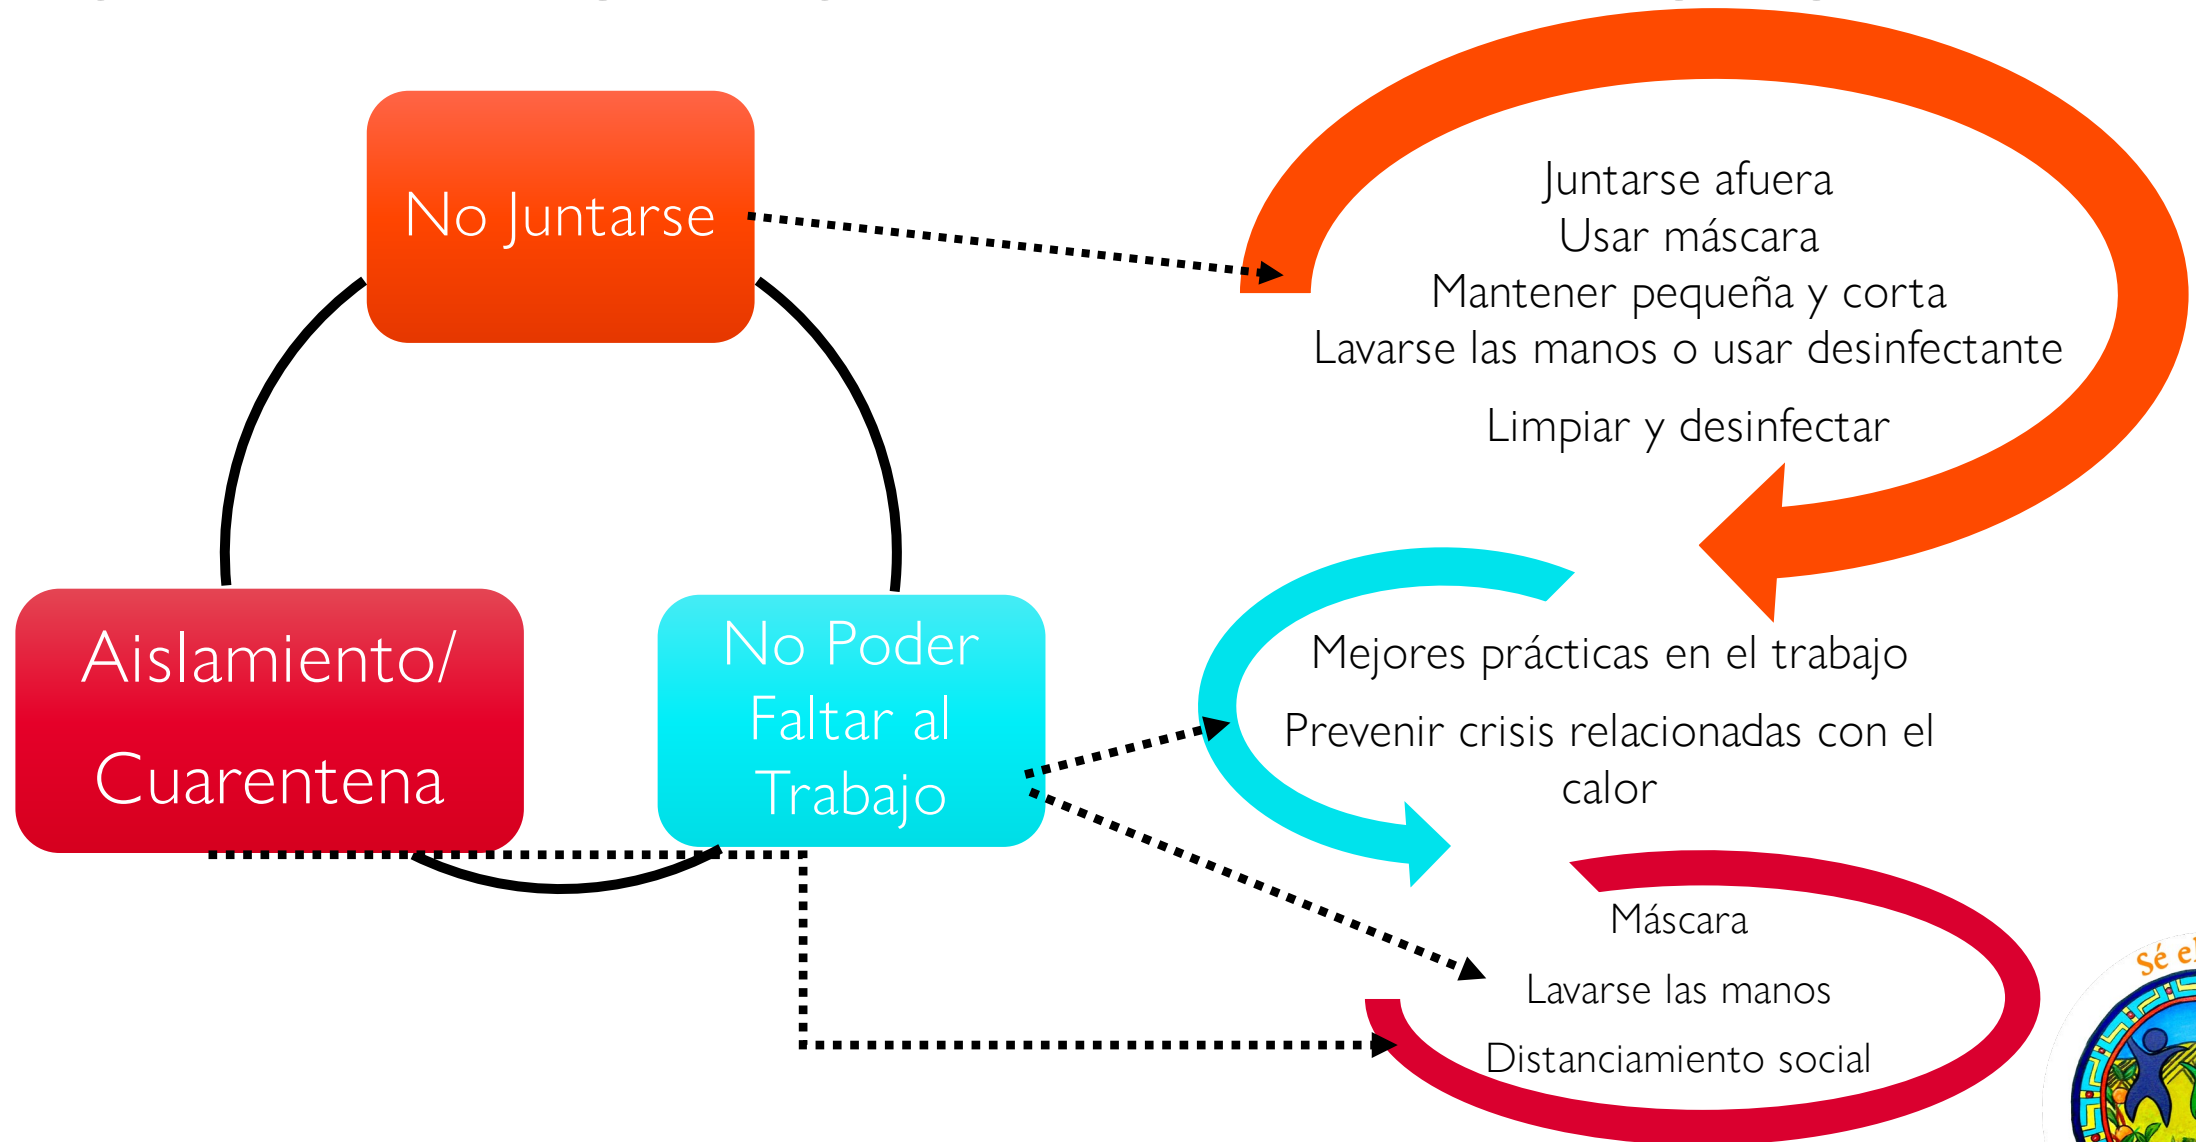 No Juntarse
Aislamiento/
Cuarentena
No Poder
Faltar al
Trabajo
Juntarse afuera
Usar máscara
Mantener pequeña y corta
Lavarse las manos o usar desinfectante
Limpiar y desinfectar
Mejores prácticas en el trabajo
Prevenir crisis relacionadas con el
calor
Máscara
Lavarse las manos
Distanciamiento social
Sé el